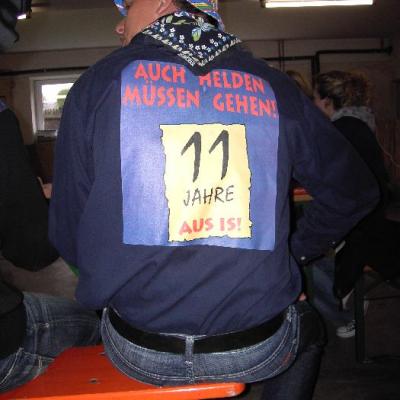 AUCH HELDEN
MÜSSEN GEHEN!
11
JAHRE
AUS IS!